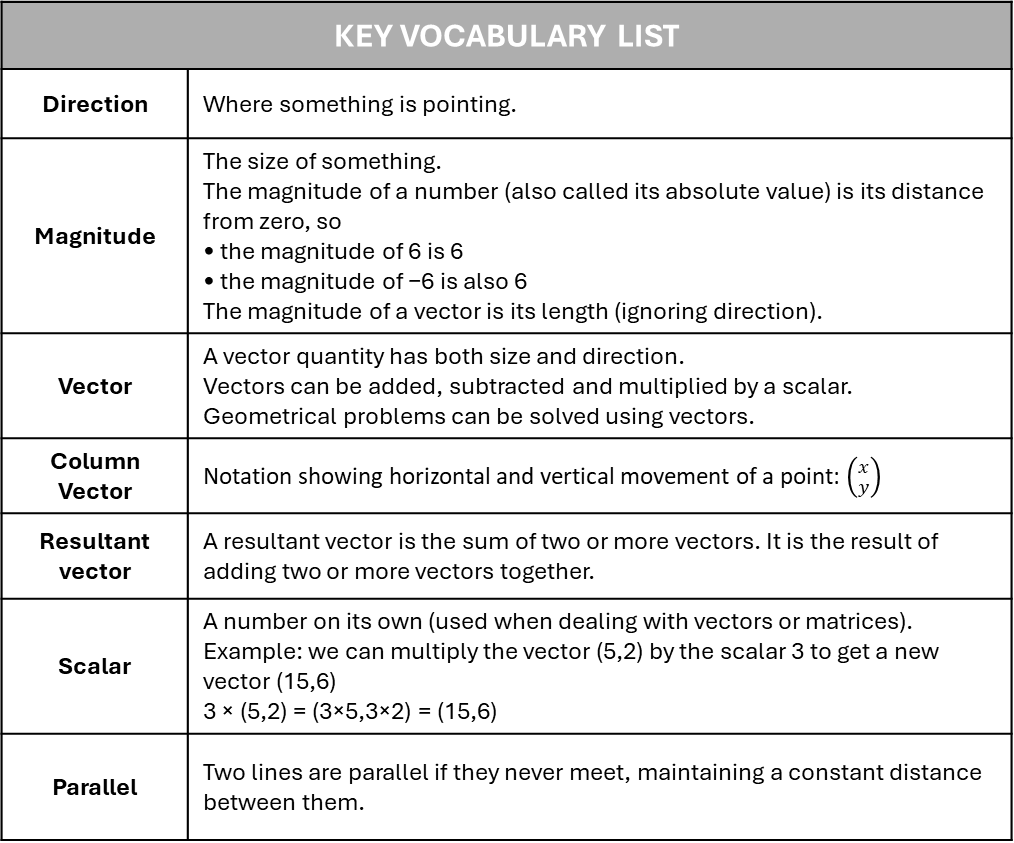 KEY VOCABULARY LIST
Direction
Where something is pointing.
Magnitude
The size of something.
The magnitude of a number (also called its absolute value) is its distance
from zero, so
• the magnitude of 6 is 6
• the magnitude of −6 is also 6
The magnitude of a vector is its length (ignoring direction).
Vector
A vector quantity has both size and direction.
Vectors can be added, subtracted and multiplied by a scalar.
Geometrical problems can be solved using vectors.
Column
Vector
Notation showing horizontal and vertical movement of a point: (x
y)
Resultant
vector
A resultant vector is the sum of two or more vectors. It is the result of
adding two or more vectors together.
Scalar
A number on its own (used when dealing with vectors or matrices).
Example: we can multiply the vector (5,2) by the scalar 3 to get a new
vector (15,6)
3 × (5,2) = (3×5,3×2) = (15,6)
Parallel
Two lines are parallel if they never meet, maintaining a constant distance
between them.